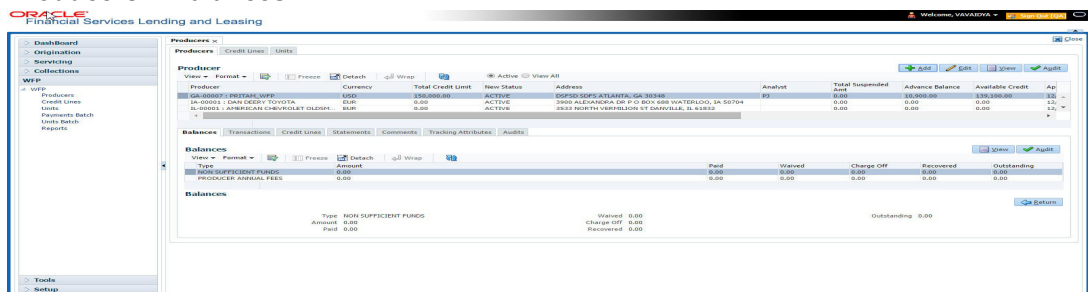 ORACLE
Financial Services Lending and Leasing
Welcome, VAVAIDYA
Sign Out
Close
DashBoard
Origination
Servicing
Collections
WFP
WFP
Producers
Credit Lines
Units
Payments Batch
Units Batch
Reports
Tools
Setup
Producers x
Producers Credit Lines Units
Producer
Add Edit View Audit
View Format Freeze Detach Wrap Active View All
Producer Currency Total Credit Limit New Status Address Analyst Total Suspended Amt Advance Balance Available Credit Ap
GA-00007 : PRITAM_WFP USD 150,000.00 ACTIVE DSFSD SDFS ATLANTA, GA 30348 PJ 0.00 10,900.00 139,100.00 12/
IA-00001 : DAN DEERY TOYOTA EUR 0.00 ACTIVE 3900 ALEXANDRA DR P O BOX 688 WATERLOO, IA 50704 0.00 0.00 0.00 12/
IL-00001 : AMERICAN CHEVROLET OLDSM... EUR 0.00 ACTIVE 3533 NORTH VERMILION ST DANVILLE, IL 61832 0.00 0.00 0.00 12/
Balances Transactions Credit Lines Statements Comments Tracking Attributes Audits
Balances
View Audit
View Format Freeze Detach Wrap
Type Amount Paid Waived Charge Off Recovered Outstanding
NON SUFFICIENT FUNDS 0.00 0.00 0.00 0.00 0.00 0.00
PRODUCER ANNUAL FEES 0.00 0.00 0.00 0.00 0.00 0.00
Balances
Return
Type NON SUFFICIENT FUNDS Waived 0.00 Outstanding 0.00
Amount 0.00 Charge Off 0.00
Paid 0.00 Recovered 0.00